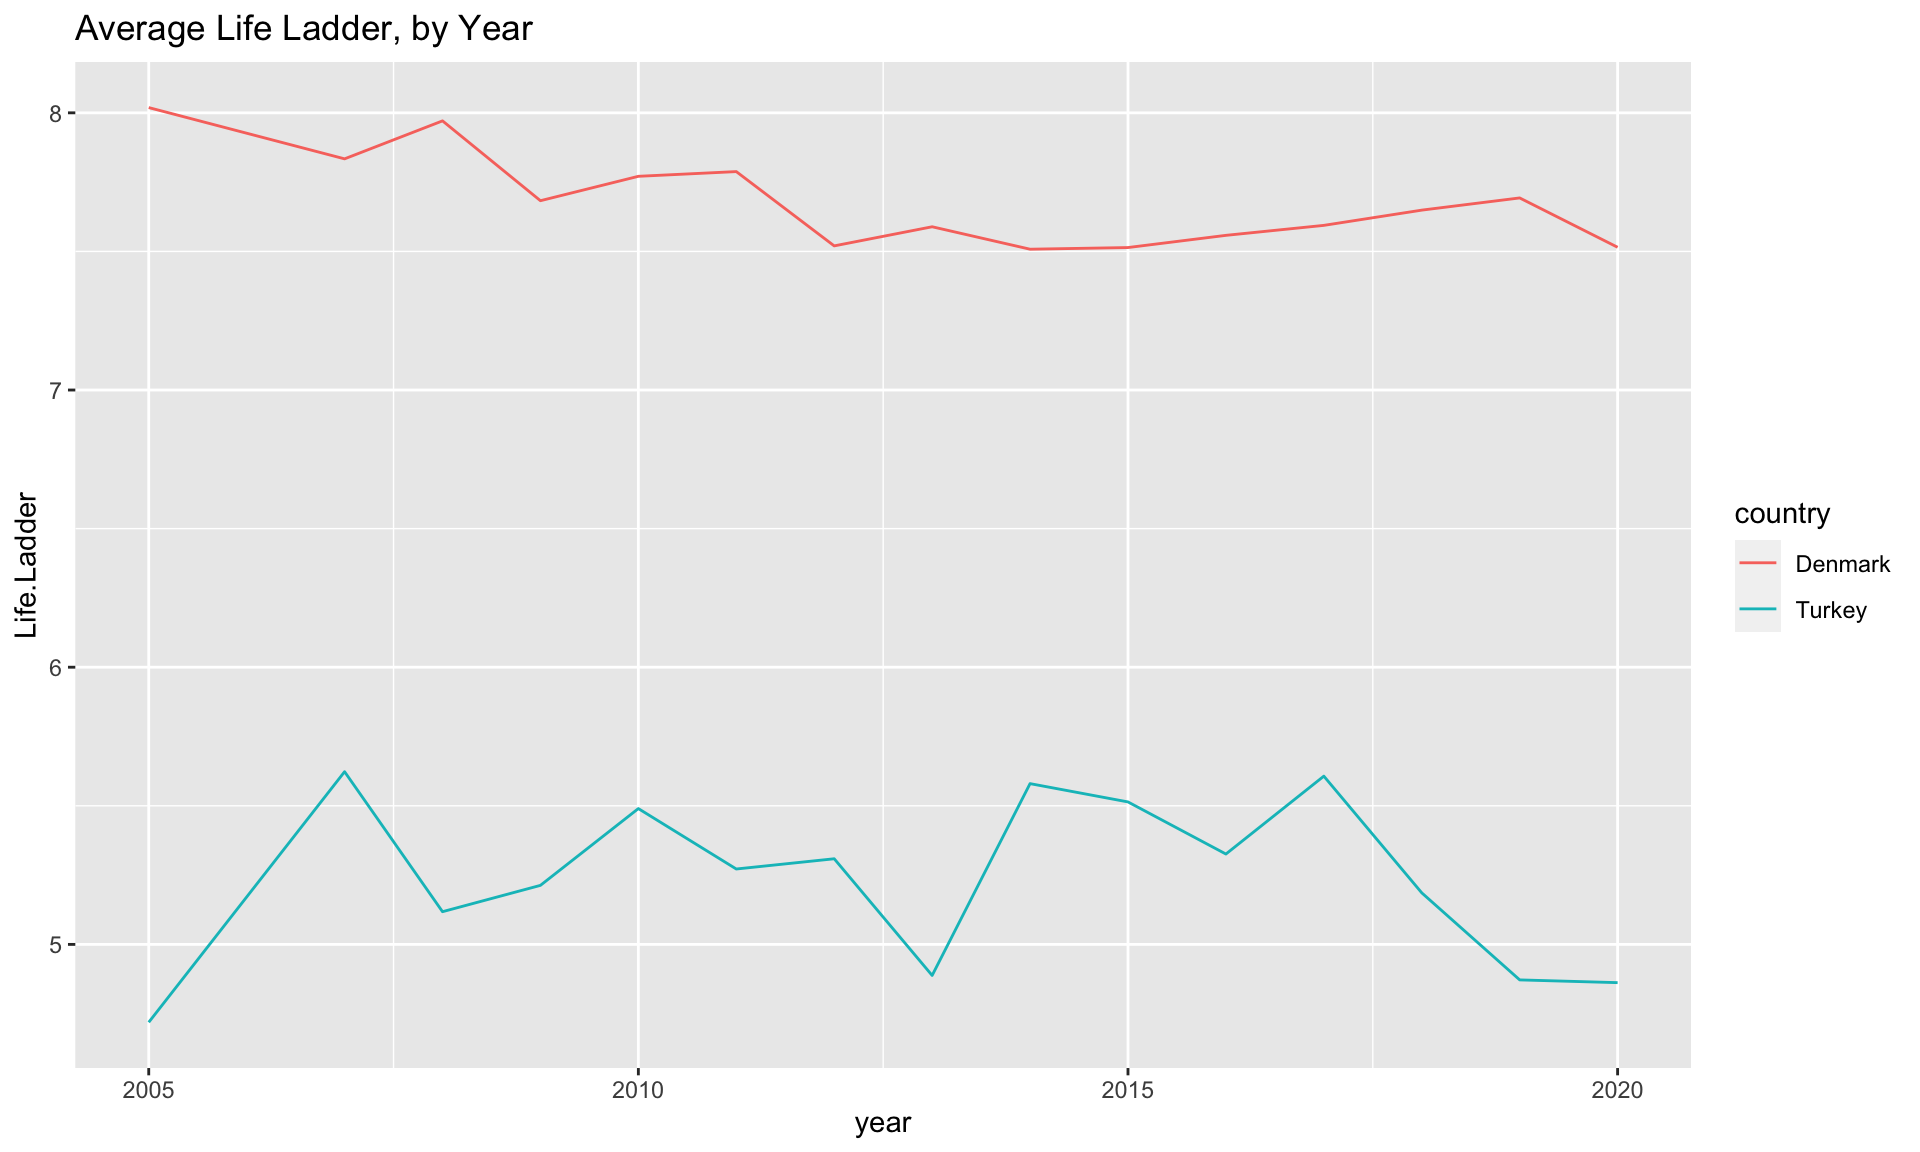 Average Life Ladder, by Year
8
7
6
5
Life.Ladder
2005
2010
2015
2020
year
country
Denmark
Turkey